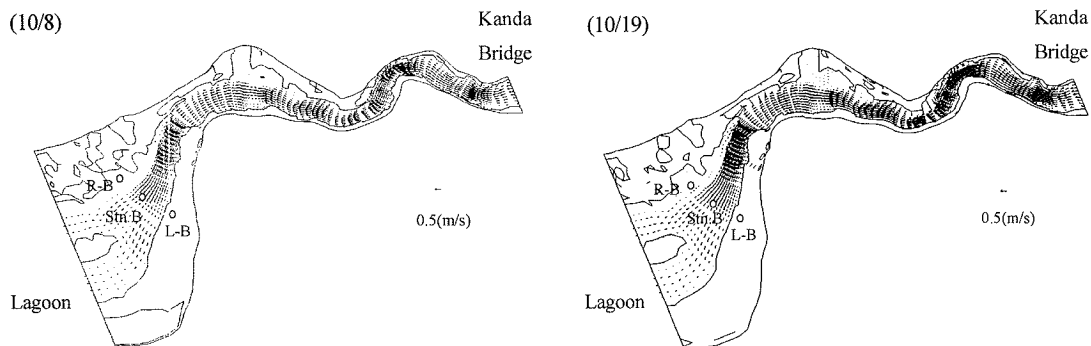 (10/8)
Kanda
Bridge
R-B
Stn.B
L-B
0.5(m/s)
Lagoon
(10/19)
Kanda
Bridge
R-B
Stn.B
L-B
0.5(m/s)
Lagoon